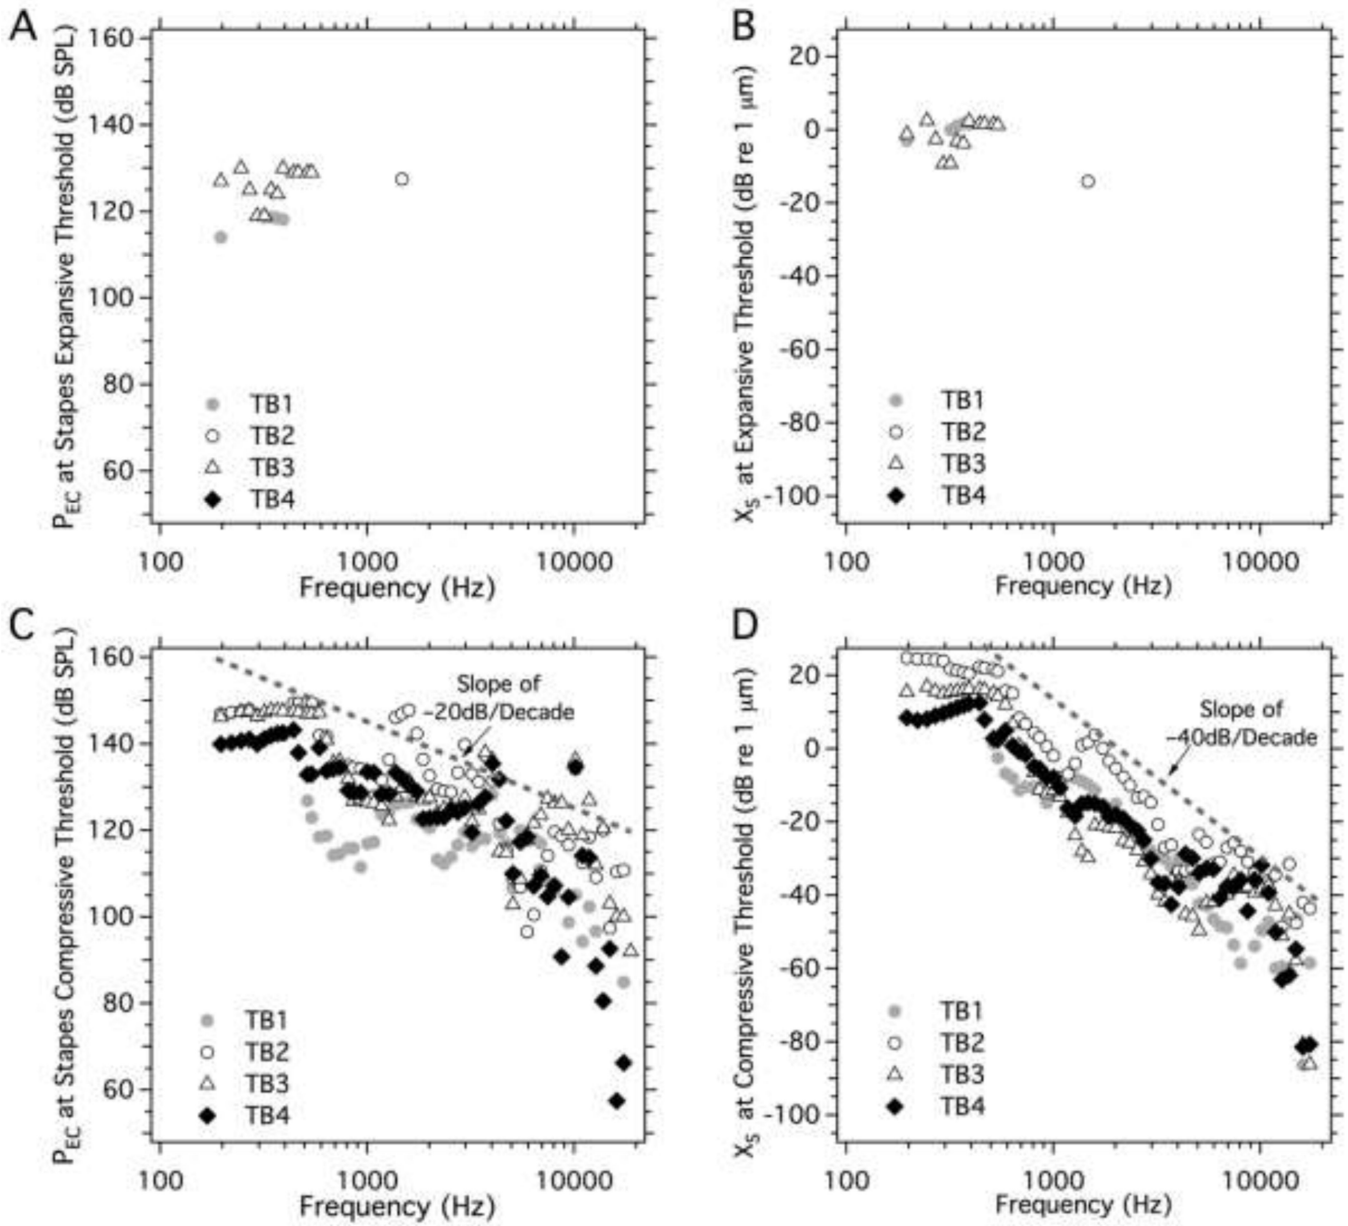 A
P_EC at Stapes Expansive Threshold (dB SPL)
160
140
120
100
80
60
TB1
TB2
TB3
TB4
100
1000
10000
Frequency (Hz)
B
X_S at Expansive Threshold (dB re 1 μm)
20
0
-20
-40
-60
-80
-100
TB1
TB2
TB3
TB4
100
1000
10000
Frequency (Hz)
C
P_EC at Stapes Compressive Threshold (dB SPL)
160
140
120
100
80
60
Slope of
-20dB/Decade
TB1
TB2
TB3
TB4
100
1000
10000
Frequency (Hz)
D
X_S at Compressive Threshold (dB re 1 μm)
20
0
-20
-40
-60
-80
-100
Slope of
-40dB/Decade
TB1
TB2
TB3
TB4
100
1000
10000
Frequency (Hz)